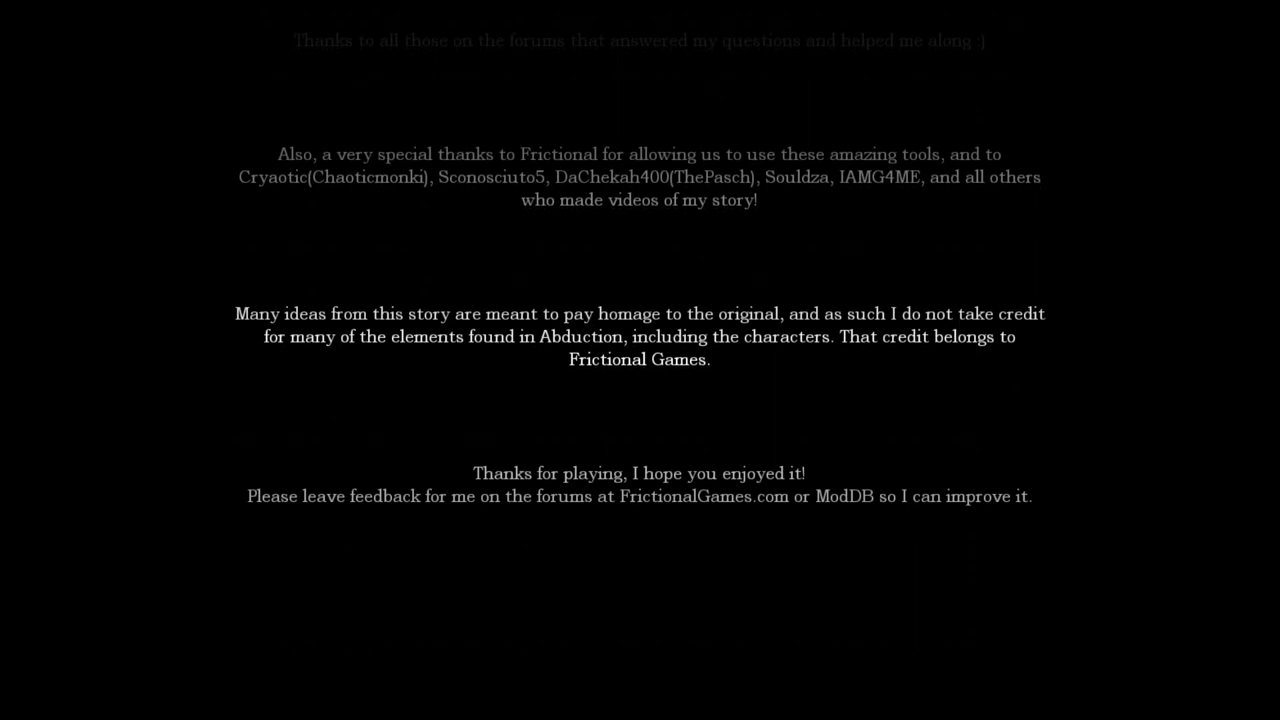 Thanks to all those on the forums that answered my questions and helped me along :)
Also, a very special thanks to Frictional for allowing us to use these amazing tools, and to
Cryaotic(Chaoticmonki), Sconosciuto5, DaChekah400(ThePasch), Souldza, IAMG4ME, and all others
who made videos of my story!
Many ideas from this story are meant to pay homage to the original, and as such I do not take credit
for many of the elements found in Abduction, including the characters. That credit belongs to
Frictional Games.
Thanks for playing, I hope you enjoyed it!
Please leave feedback for me on the forums at FrictionalGames.com or ModDB so I can improve it.